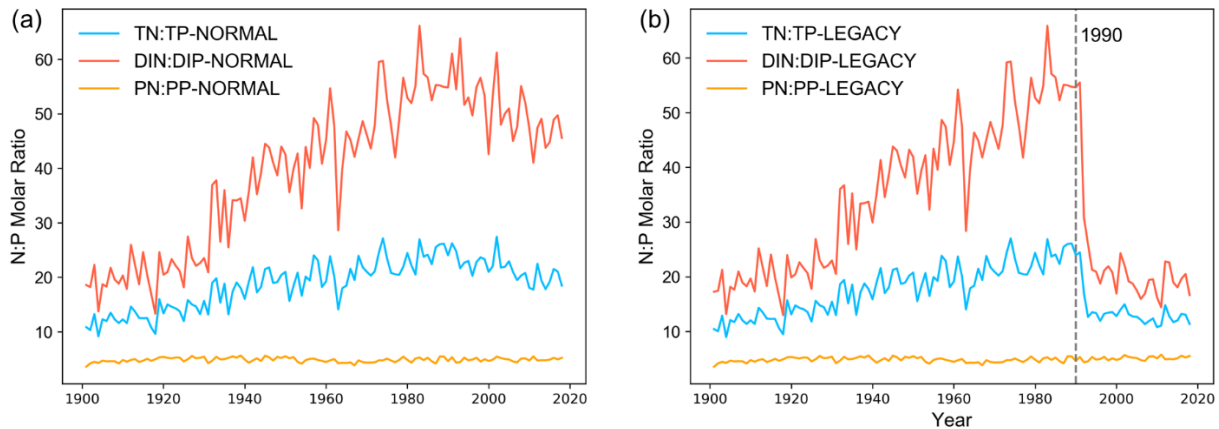 (a)
TN:TP-NORMAL
DIN:DIP-NORMAL
PN:PP-NORMAL
N:P Molar Ratio
60
50
40
30
20
10
1900 1920 1940 1960 1980 2000 2020
(b)
TN:TP-LEGACY
DIN:DIP-LEGACY
PN:PP-LEGACY
1990
N:P Molar Ratio
60
50
40
30
20
10
1900 1920 1940 1960 1980 2000 2020
Year